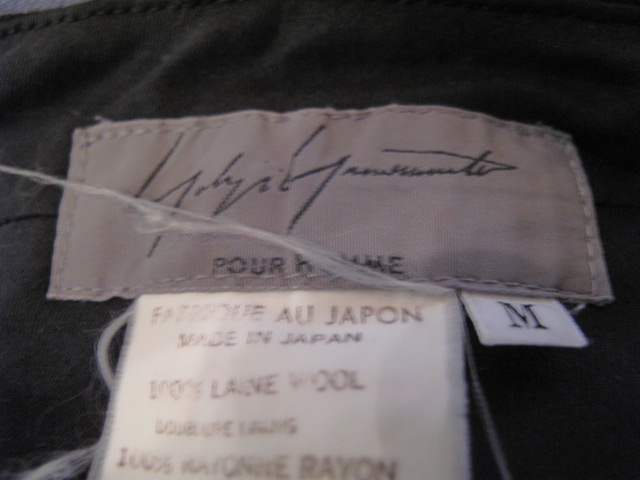 Yohji Yamamoto
POUR HOMME
M
FABRIQUE AU JAPON
MADE IN JAPAN
100% LAINE WOOL
DOUBLURE LINING
100% RAYONNE RAYON